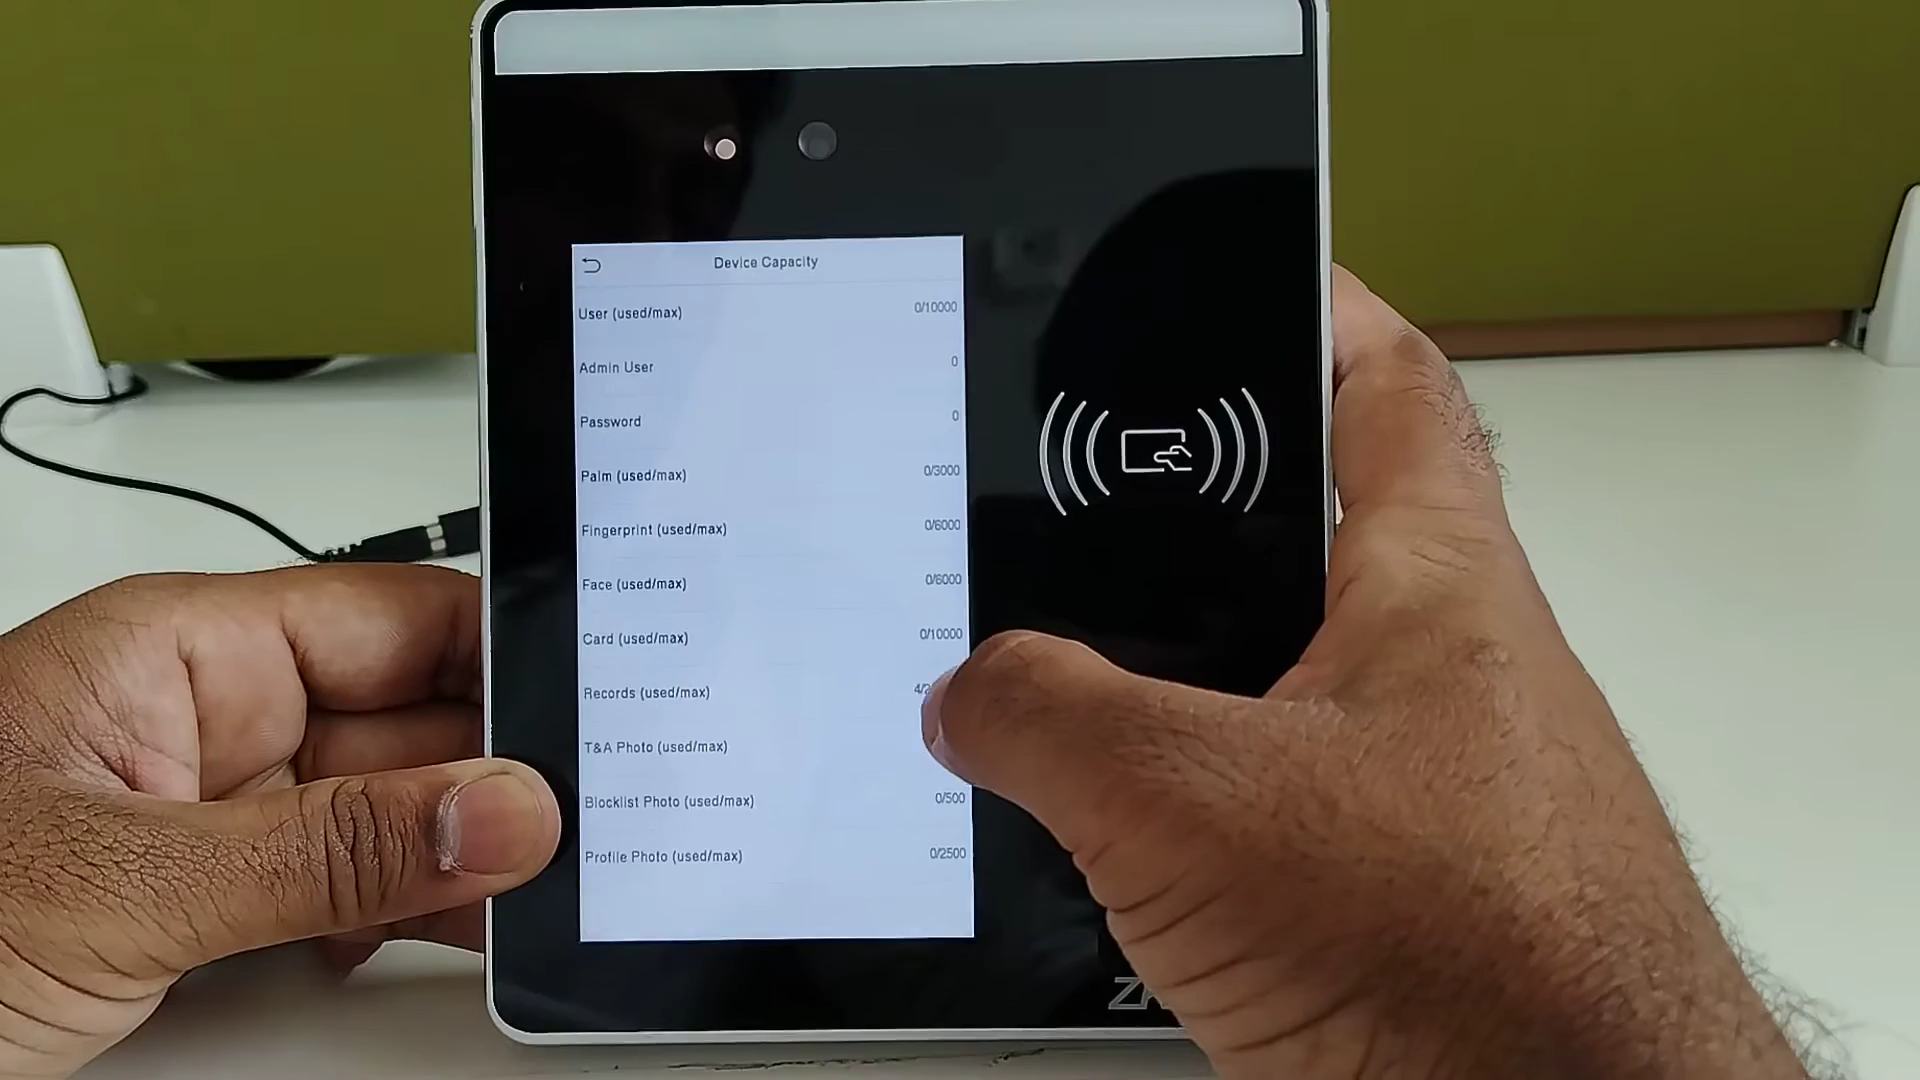 Device Capacity
User (used/max) 0/10000
Admin User 0
Password 0
Palm (used/max) 0/3000
Fingerprint (used/max) 0/6000
Face (used/max) 0/6000
Card (used/max) 0/10000
Records (used/max)
T&A Photo (used/max)
Blocklist Photo (used/max) 0/500
Profile Photo (used/max) 0/2500